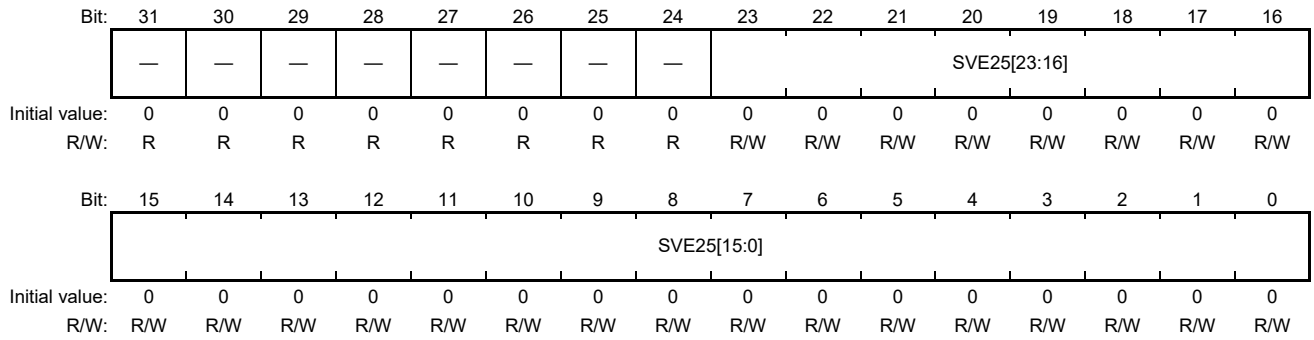 Bit: 31 30 29 28 27 26 25 24 23 22 21 20 19 18 17 16
— — — — — — — — SVE25[23:16]
Initial value: 0 0 0 0 0 0 0 0 0 0 0 0 0 0 0 0
R/W: R R R R R R R R R/W R/W R/W R/W R/W R/W R/W R/W
Bit: 15 14 13 12 11 10 9 8 7 6 5 4 3 2 1 0
SVE25[15:0]
Initial value: 0 0 0 0 0 0 0 0 0 0 0 0 0 0 0 0
R/W: R/W R/W R/W R/W R/W R/W R/W R/W R/W R/W R/W R/W R/W R/W R/W R/W